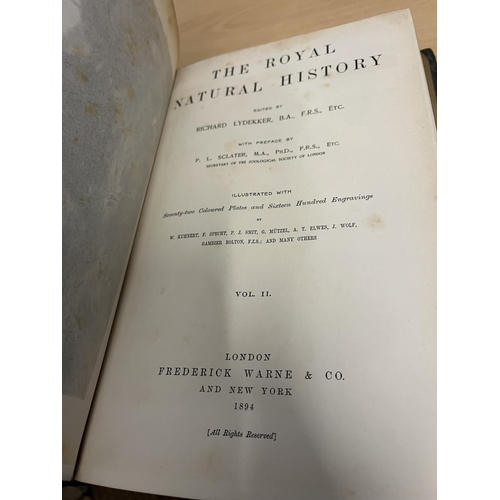 THE ROYAL
NATURAL HISTORY
EDITED BY
RICHARD LYDEKKER, B.A., F.R.S., ETC.
WITH PREFACE BY
P. L. SCLATER, M.A., PH.D., F.R.S., ETC.
SECRETARY OF THE ZOOLOGICAL SOCIETY OF LONDON
ILLUSTRATED WITH
Seventy-two Coloured Plates and Sixteen Hundred Engravings
BY
W. KUHNERT, F. SPECHT, P. J. SMIT, G. MÜTZEL, A. T. ELWES, J. WOLF,
GAMBIER BOLTON, F.Z.S.; AND MANY OTHERS
VOL. II.
LONDON
FREDERICK WARNE & CO.
AND NEW YORK
1894
[All Rights Reserved]